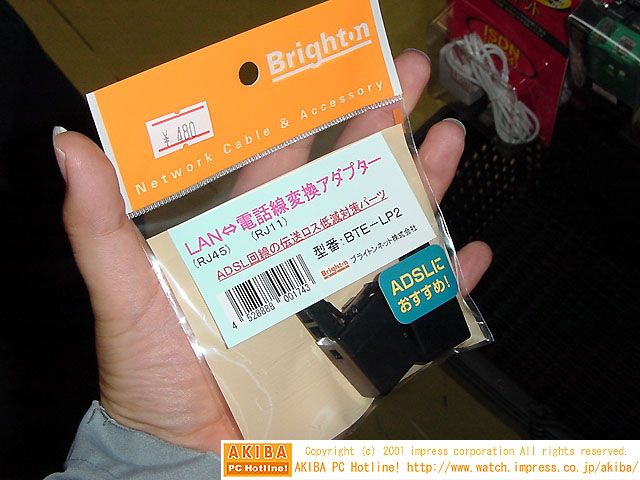 Brighton
¥ 480
Network Cable & Accessory
LAN⇔電話線変換アダプター
(RJ45) (RJ11)
ADSL回線の伝送ロス低減対策パーツ
型番:BTE-LP2
Brighton ブライトンネット株式会社
4 528888 001743
ADSLに
おすすめ!
ISDN
AKIBA
PC Hotline!
Copyright (c) 2001 impress corporation All rights reserved.
AKIBA PC Hotline! http://www.watch.impress.co.jp/akiba/